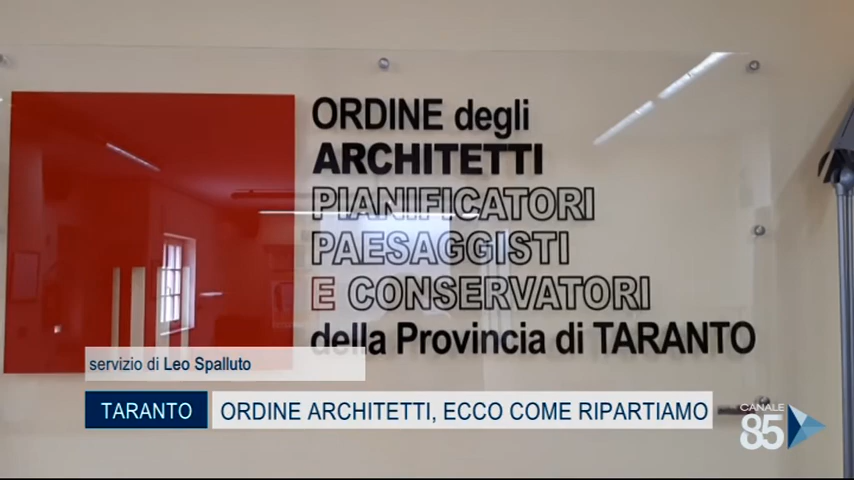 ORDINE degli
ARCHITETTI
PIANIFICATORI
PAESAGGISTI
E CONSERVATORI
della Provincia di TARANTO
servizio di Leo Spalluto
TARANTO ORDINE ARCHITETTI, ECCO COME RIPARTIAMO
CANALE
85